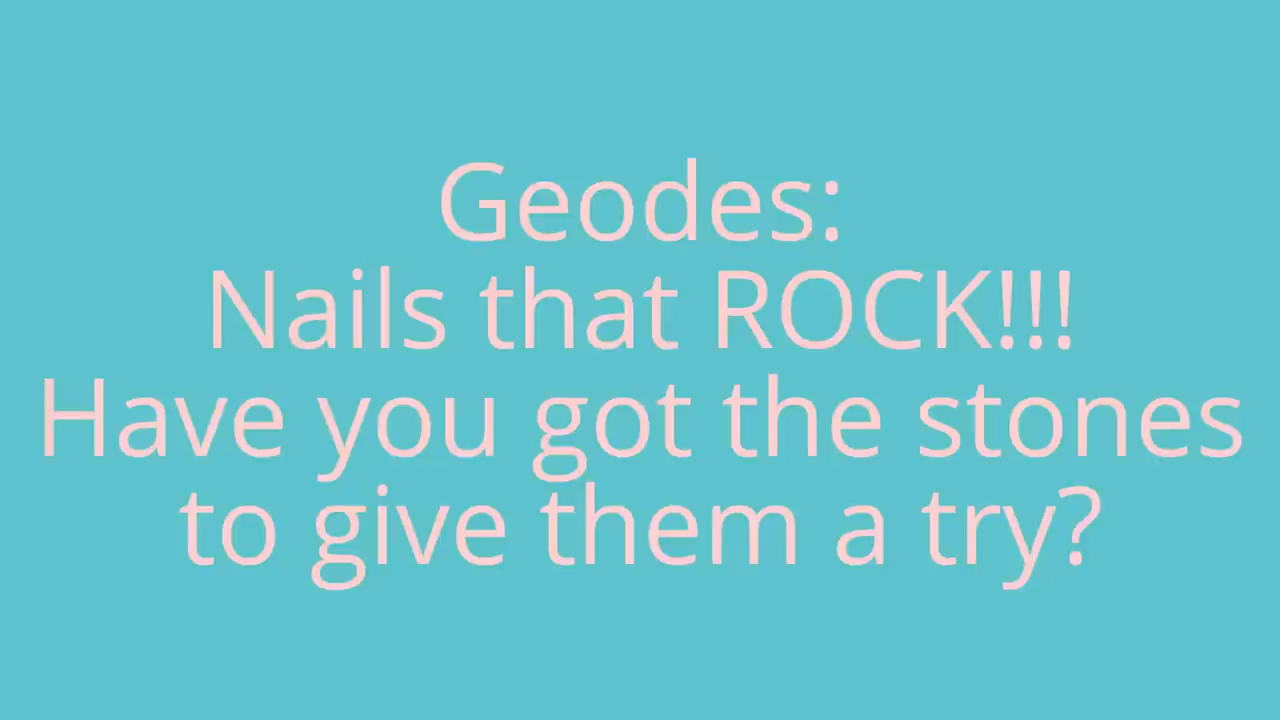 Geodes:
Nails that ROCK!!!
Have you got the stones
to give them a try?